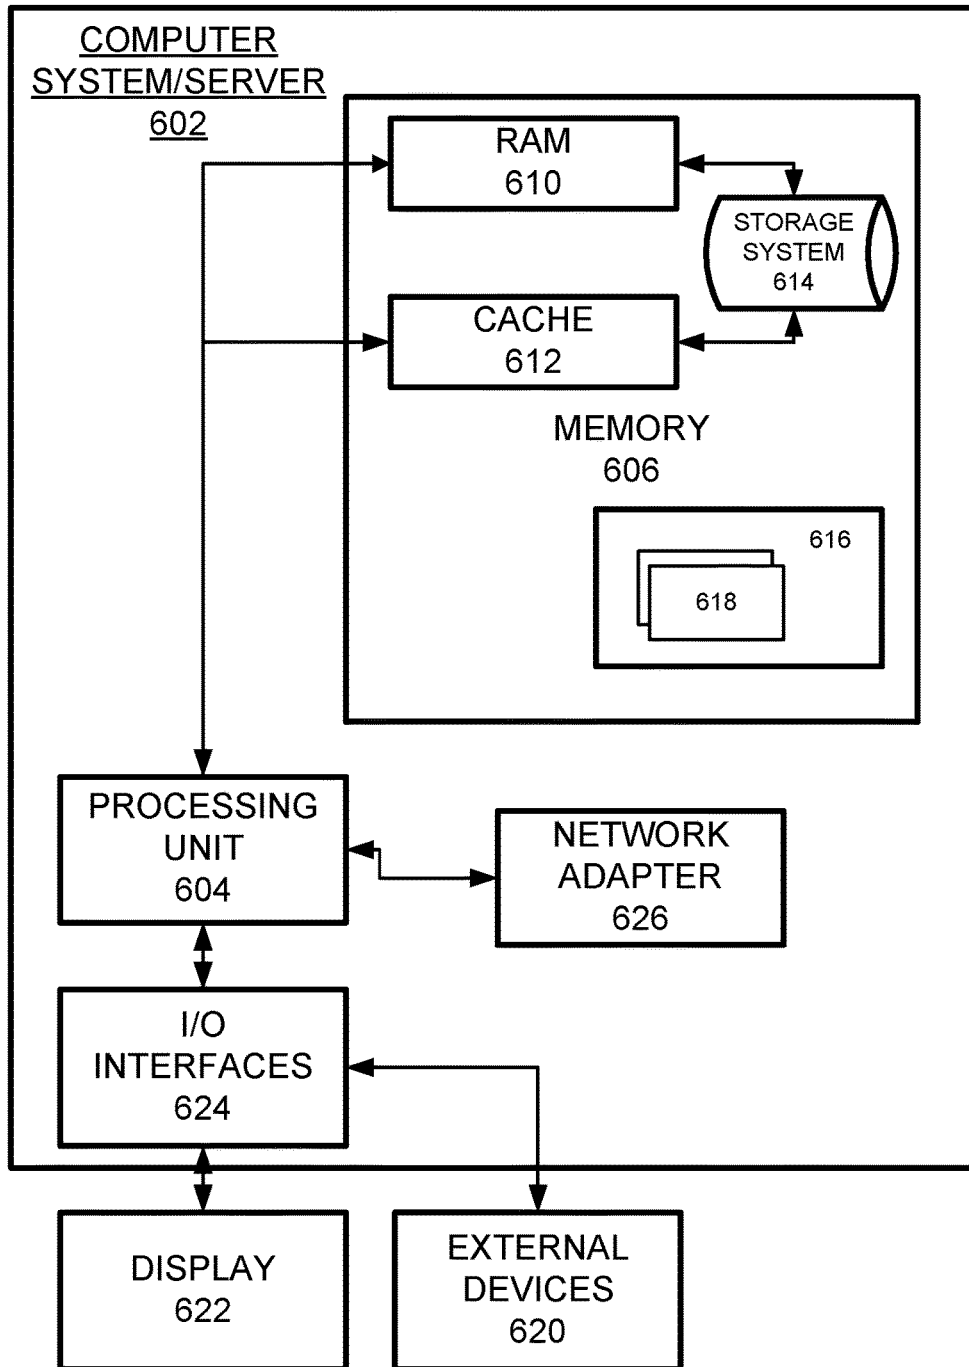 COMPUTER
SYSTEM/SERVER
602
RAM
610
STORAGE
SYSTEM
614
CACHE
612
MEMORY
606
616
618
PROCESSING
UNIT
604
NETWORK
ADAPTER
626
I/O
INTERFACES
624
DISPLAY
622
EXTERNAL
DEVICES
620